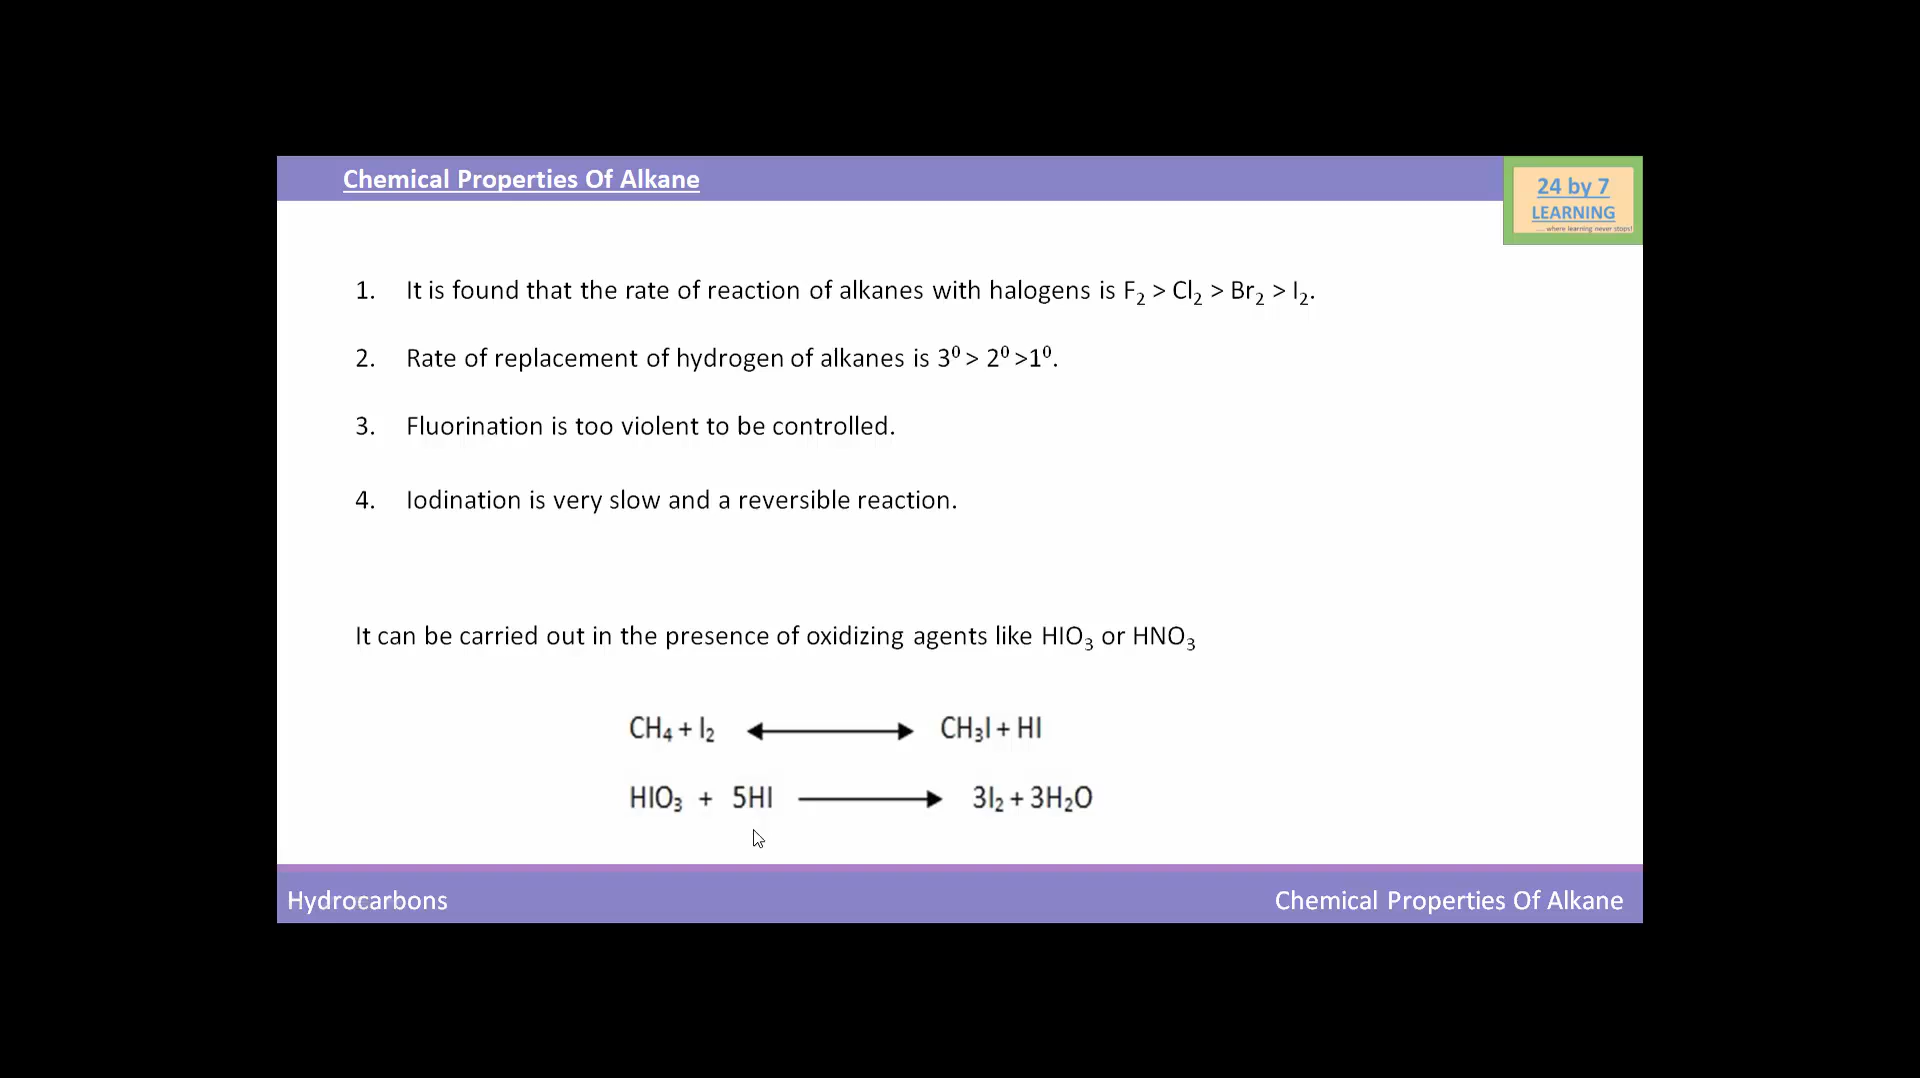 Chemical Properties Of Alkane
24 by 7
LEARNING
.... where learning never stops!
1. It is found that the rate of reaction of alkanes with halogens is F₂ > Cl₂ > Br₂ > I₂.
2. Rate of replacement of hydrogen of alkanes is 3⁰ > 2⁰ >1⁰.
3. Fluorination is too violent to be controlled.
4. Iodination is very slow and a reversible reaction.
It can be carried out in the presence of oxidizing agents like HIO₃ or HNO₃
CH₄ + I₂ ⟷ CH₃I + HI
HIO₃ + 5HI ⟶ 3I₂ + 3H₂O
Hydrocarbons
Chemical Properties Of Alkane